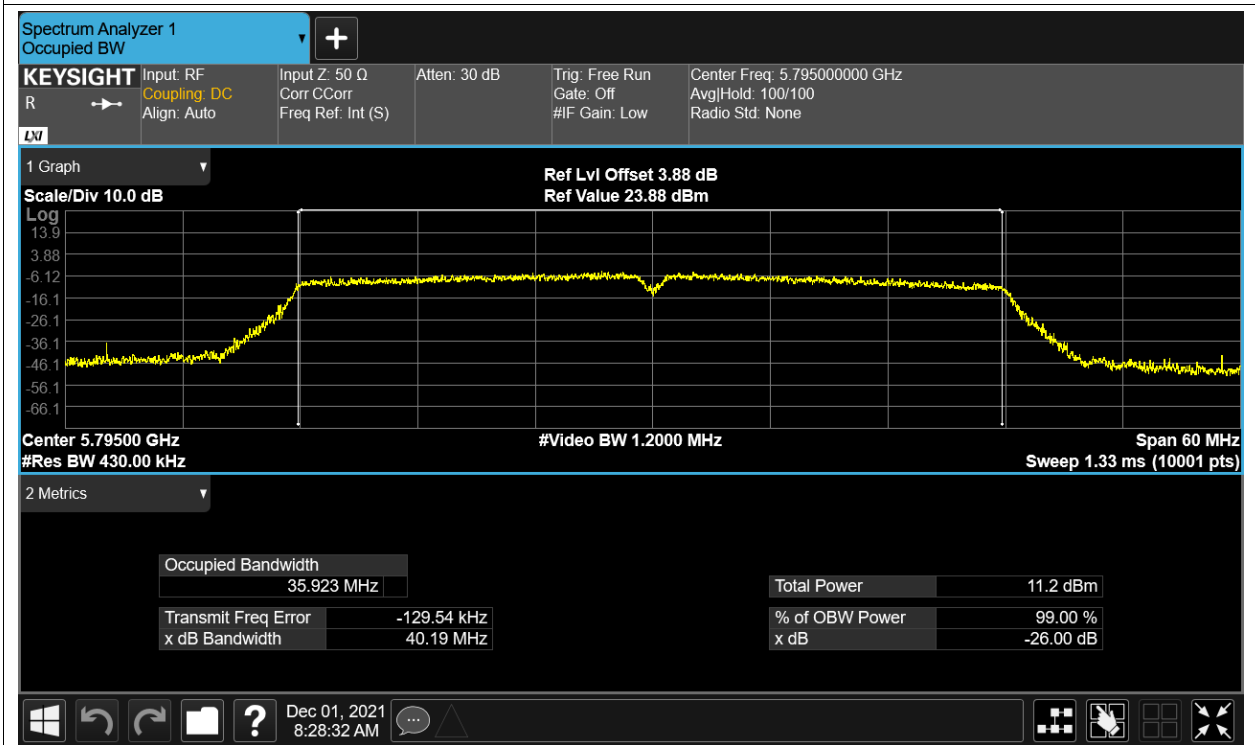 Spectrum Analyzer 1
Occupied BW
KEYSIGHT
R
LXI
Input: RF
Coupling: DC
Align: Auto
Input Z: 50 Ω
Corr CCorr
Freq Ref: Int (S)
Atten: 30 dB
Trig: Free Run
Gate: Off
#IF Gain: Low
Center Freq: 5.795000000 GHz
Avg|Hold: 100/100
Radio Std: None
1 Graph
Scale/Div 10.0 dB
Ref Lvl Offset 3.88 dB
Ref Value 23.88 dBm
Log
13.9
3.88
-6.12
-16.1
-26.1
-36.1
-46.1
-56.1
-66.1
Center 5.79500 GHz
#Video BW 1.2000 MHz
Span 60 MHz
#Res BW 430.00 kHz
Sweep 1.33 ms (10001 pts)
2 Metrics
Occupied Bandwidth
35.923 MHz
Transmit Freq Error -129.54 kHz
x dB Bandwidth 40.19 MHz
Total Power 11.2 dBm
% of OBW Power 99.00 %
x dB -26.00 dB
?
Dec 01, 2021
8:28:32 AM